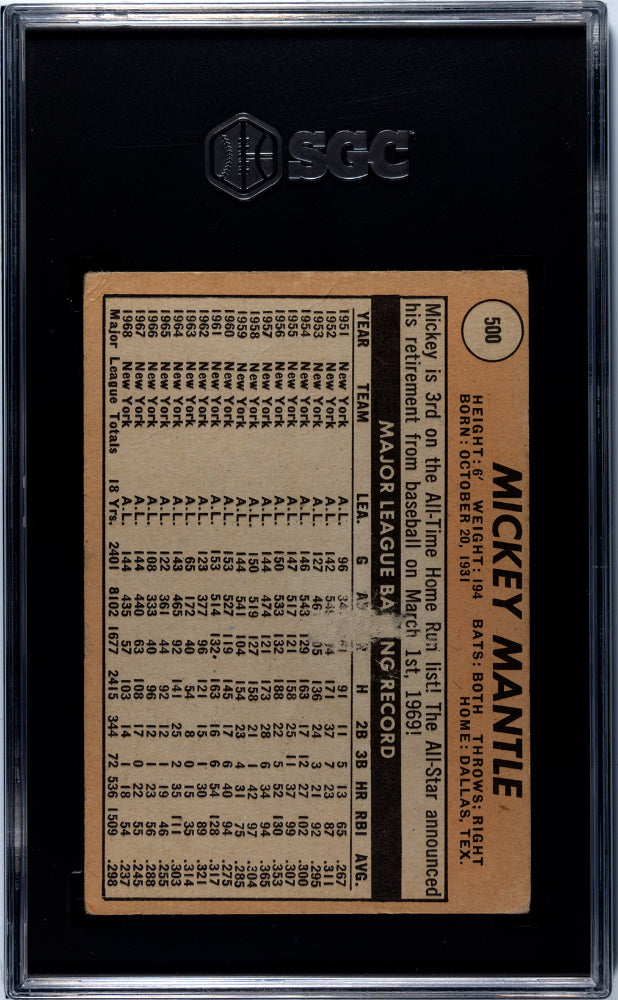 SGC
500
MICKEY MANTLE
HEIGHT: 6' WEIGHT: 194 BATS: BOTH THROWS: RIGHT
BORN: OCTOBER 20, 1931 HOME: DALLAS, TEX.
Mickey is 3rd on the All-Time Home Run list! The All-Star announced
his retirement from baseball on March 1st, 1969!
MAJOR LEAGUE RECORD
YEAR TEAM LEA. G H 2B 3B HR RBI AVG.
1951 New York A.L. 96 91 11 5 13 65 .267
1952 New York A.L. 142 171 37 7 23 87 .311
1953 New York A.L. 127 136 24 3 21 92 .295
1954 New York A.L. 146 543 129 163 17 12 27 102 .300
1955 New York A.L. 147 517 121 158 25 11 37 99 .306
1956 New York A.L. 150 533 132 188 22 5 52 130 .353
1957 New York A.L. 144 474 121 173 28 6 34 94 .365
1958 New York A.L. 150 519 127 158 21 1 42 97 .304
1959 New York A.L. 144 541 104 154 23 4 31 75 .285
1960 New York A.L. 153 527 119 145 17 6 40 94 .275
1961 New York A.L. 153 514 132 163 16 6 54 128 .317
1962 New York A.L. 123 377 96 121 15 1 30 89 .321
1963 New York A.L. 65 172 40 54 8 0 15 35 .314
1964 New York A.L. 143 465 92 141 25 2 35 111 .303
1965 New York A.L. 122 361 44 92 12 1 19 46 .255
1966 New York A.L. 108 333 40 96 12 1 23 56 .288
1967 New York A.L. 144 440 63 108 17 0 22 55 .245
1968 New York A.L. 144 435 57 103 14 1 18 54 .237
Major League Totals 18 Yrs. 2401 8102 1677 2415 344 72 536 1509 .298